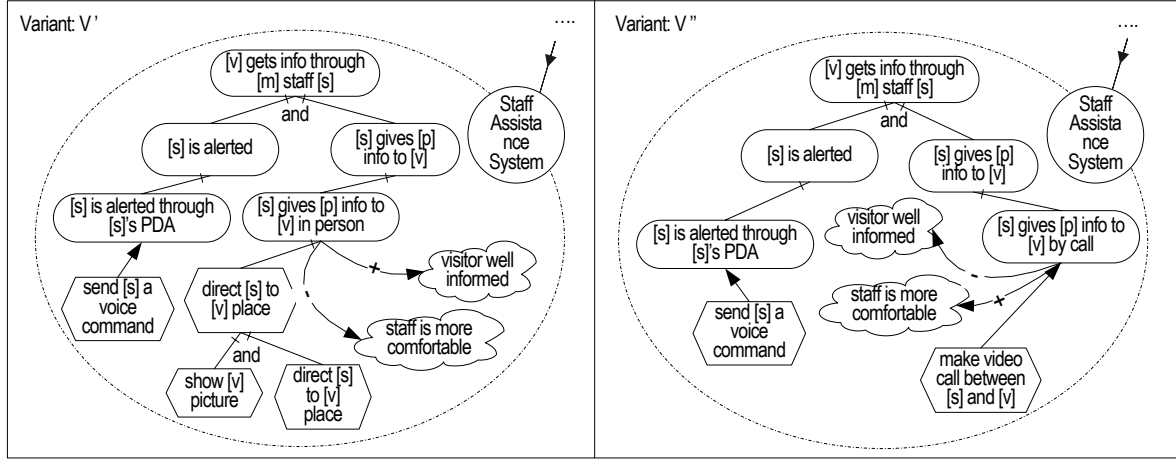 Variant: V '
....
[v] gets info through
[m] staff [s]
and
Staff
Assista
nce
System
[s] is alerted
[s] gives [p]
info to [v]
[s] is alerted through
[s]'s PDA
[s] gives [p] info to
[v] in person
+
-
visitor well
informed
send [s] a
voice
command
direct [s] to
[v] place
staff is more
comfortable
and
show [v]
picture
direct [s]
to [v]
place
Variant: V ''
....
[v] gets info through
[m] staff [s]
and
Staff
Assista
nce
System
[s] is alerted
[s] gives [p]
info to [v]
visitor well
informed
[s] is alerted through
[s]'s PDA
[s] gives [p] info to
[v] by call
-
+
staff is more
comfortable
send [s] a
voice
command
make video
call between
[s] and [v]